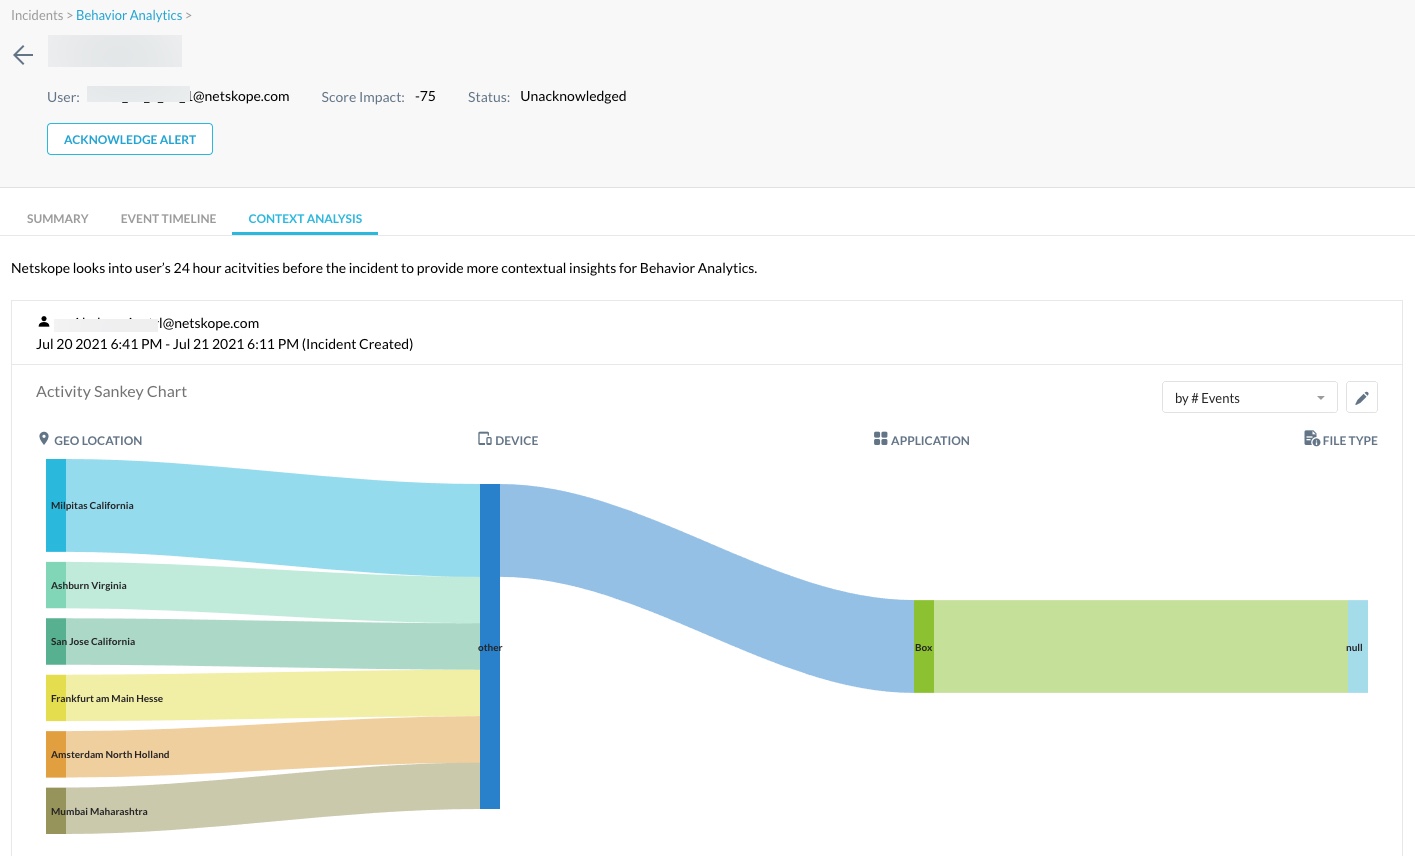 Incidents > Behavior Analytics >
User: @netskope.com Score Impact: -75 Status: Unacknowledged
ACKNOWLEDGE ALERT
SUMMARY EVENT TIMELINE CONTEXT ANALYSIS
Netskope looks into user's 24 hour acitvities before the incident to provide more contextual insights for Behavior Analytics.
l@netskope.com
Jul 20 2021 6:41 PM - Jul 21 2021 6:11 PM (Incident Created)
Activity Sankey Chart
by # Events
GEO LOCATION DEVICE APPLICATION FILE TYPE
Milpitas California
Ashburn Virginia
San Jose California
other Box null
Frankfurt am Main Hesse
Amsterdam North Holland
Mumbai Maharashtra